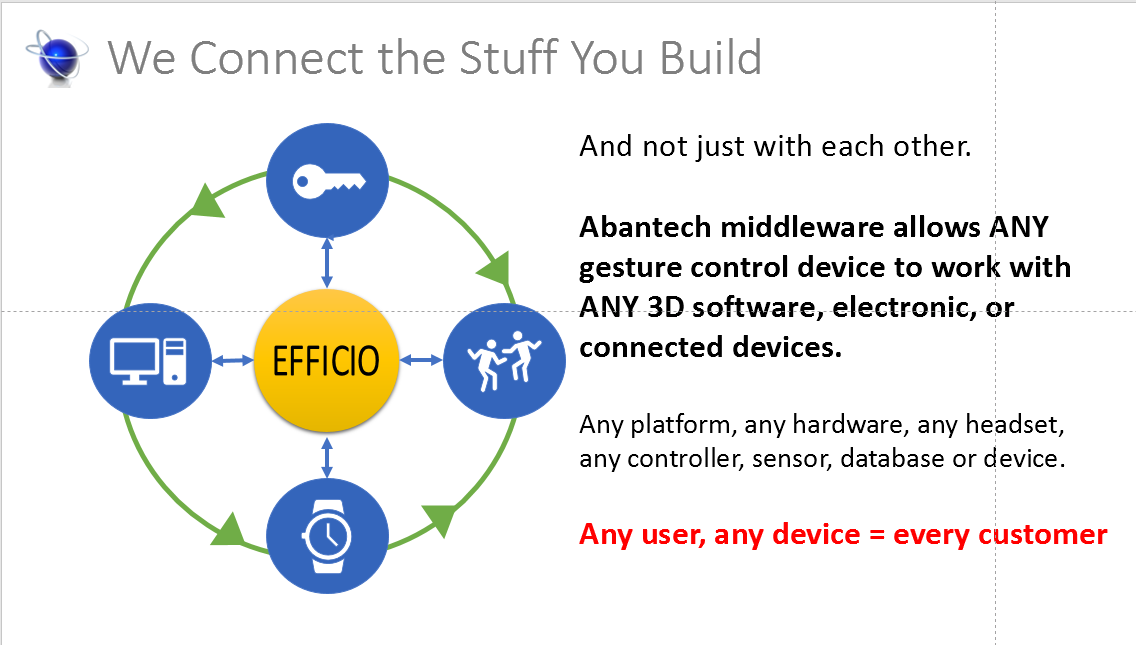 We Connect the Stuff You Build
And not just with each other.
Abantech middleware allows ANY
gesture control device to work with
ANY 3D software, electronic, or
connected devices.
EFFICIO
Any platform, any hardware, any headset,
any controller, sensor, database or device.
Any user, any device = every customer